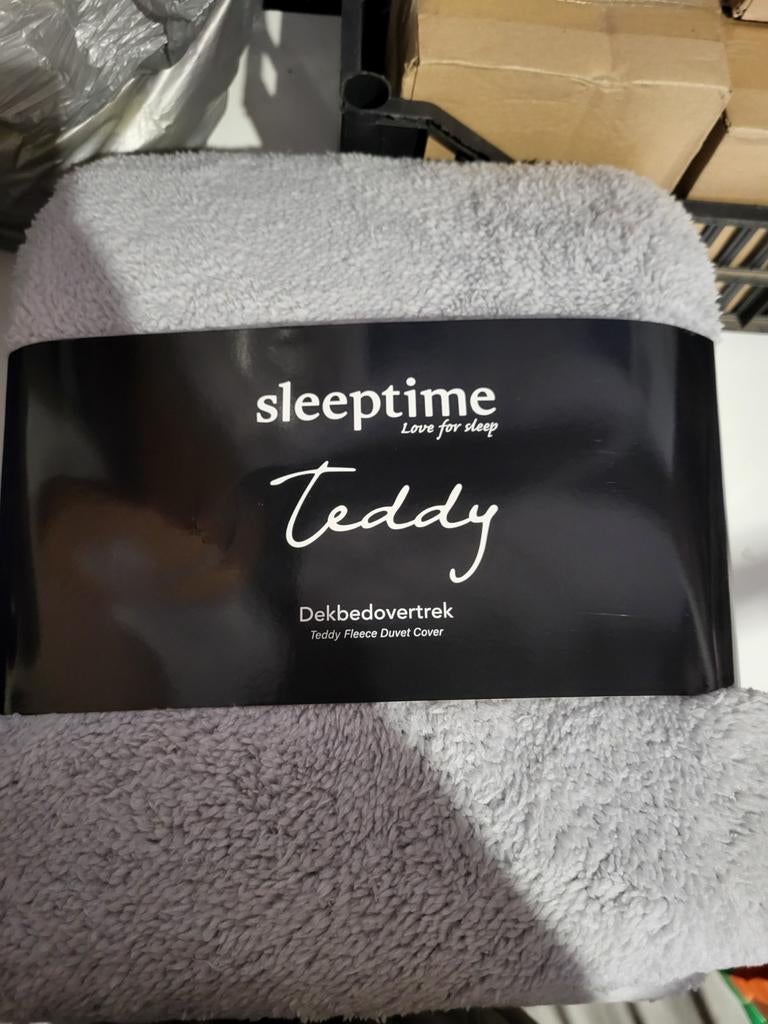 sleeptime
Love for sleep
Teddy
Dekbedovertrek
Teddy Fleece Duvet Cover